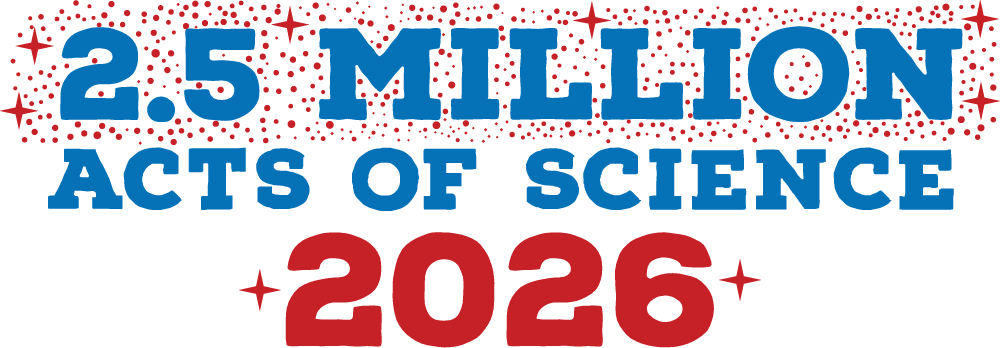 2.5 MILLION
ACTS OF SCIENCE
2026